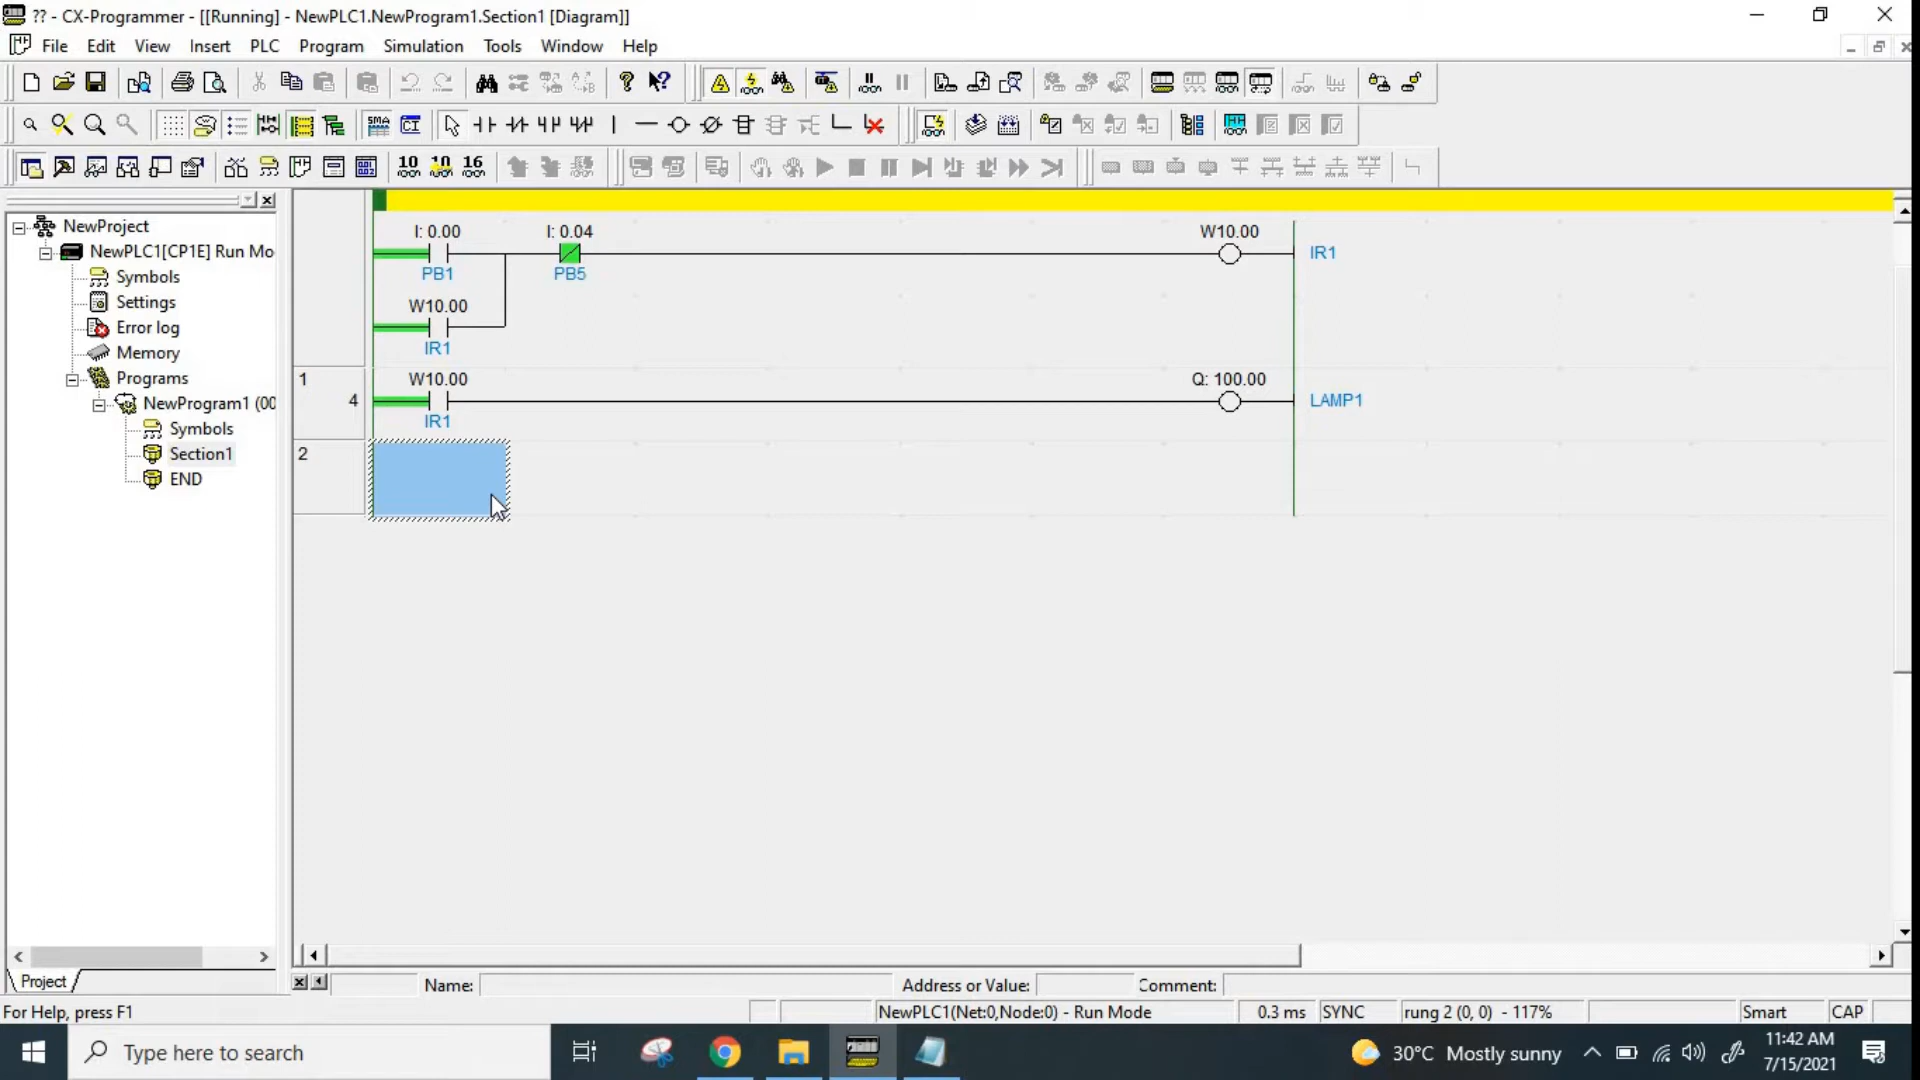 ?? - CX-Programmer - [[Running] - NewPLC1.NewProgram1.Section1 [Diagram]]
File Edit View Insert PLC Program Simulation Tools Window Help
SMA CI
10 10 16
NewProject
NewPLC1[CP1E] Run Mo
Symbols
Settings
Error log
Memory
Programs
NewProgram1 (00
Symbols
Section1
END
Project
I: 0.00 I: 0.04 W10.00
IR1
PB1 PB5
W10.00
IR1
1 W10.00 Q: 100.00
4 LAMP1
IR1
2
Name: Address or Value: Comment:
For Help, press F1 NewPLC1(Net:0,Node:0) - Run Mode 0.3 ms SYNC rung 2 (0, 0) - 117% Smart CAP
Type here to search 30°C Mostly sunny 11:42 AM
7/15/2021